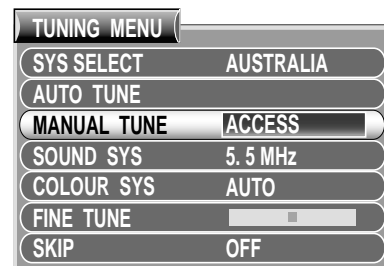 TUNING MENU
SYS SELECT AUSTRALIA
AUTO TUNE
MANUAL TUNE ACCESS
SOUND SYS 5. 5 MHz
COLOUR SYS AUTO
FINE TUNE
SKIP OFF